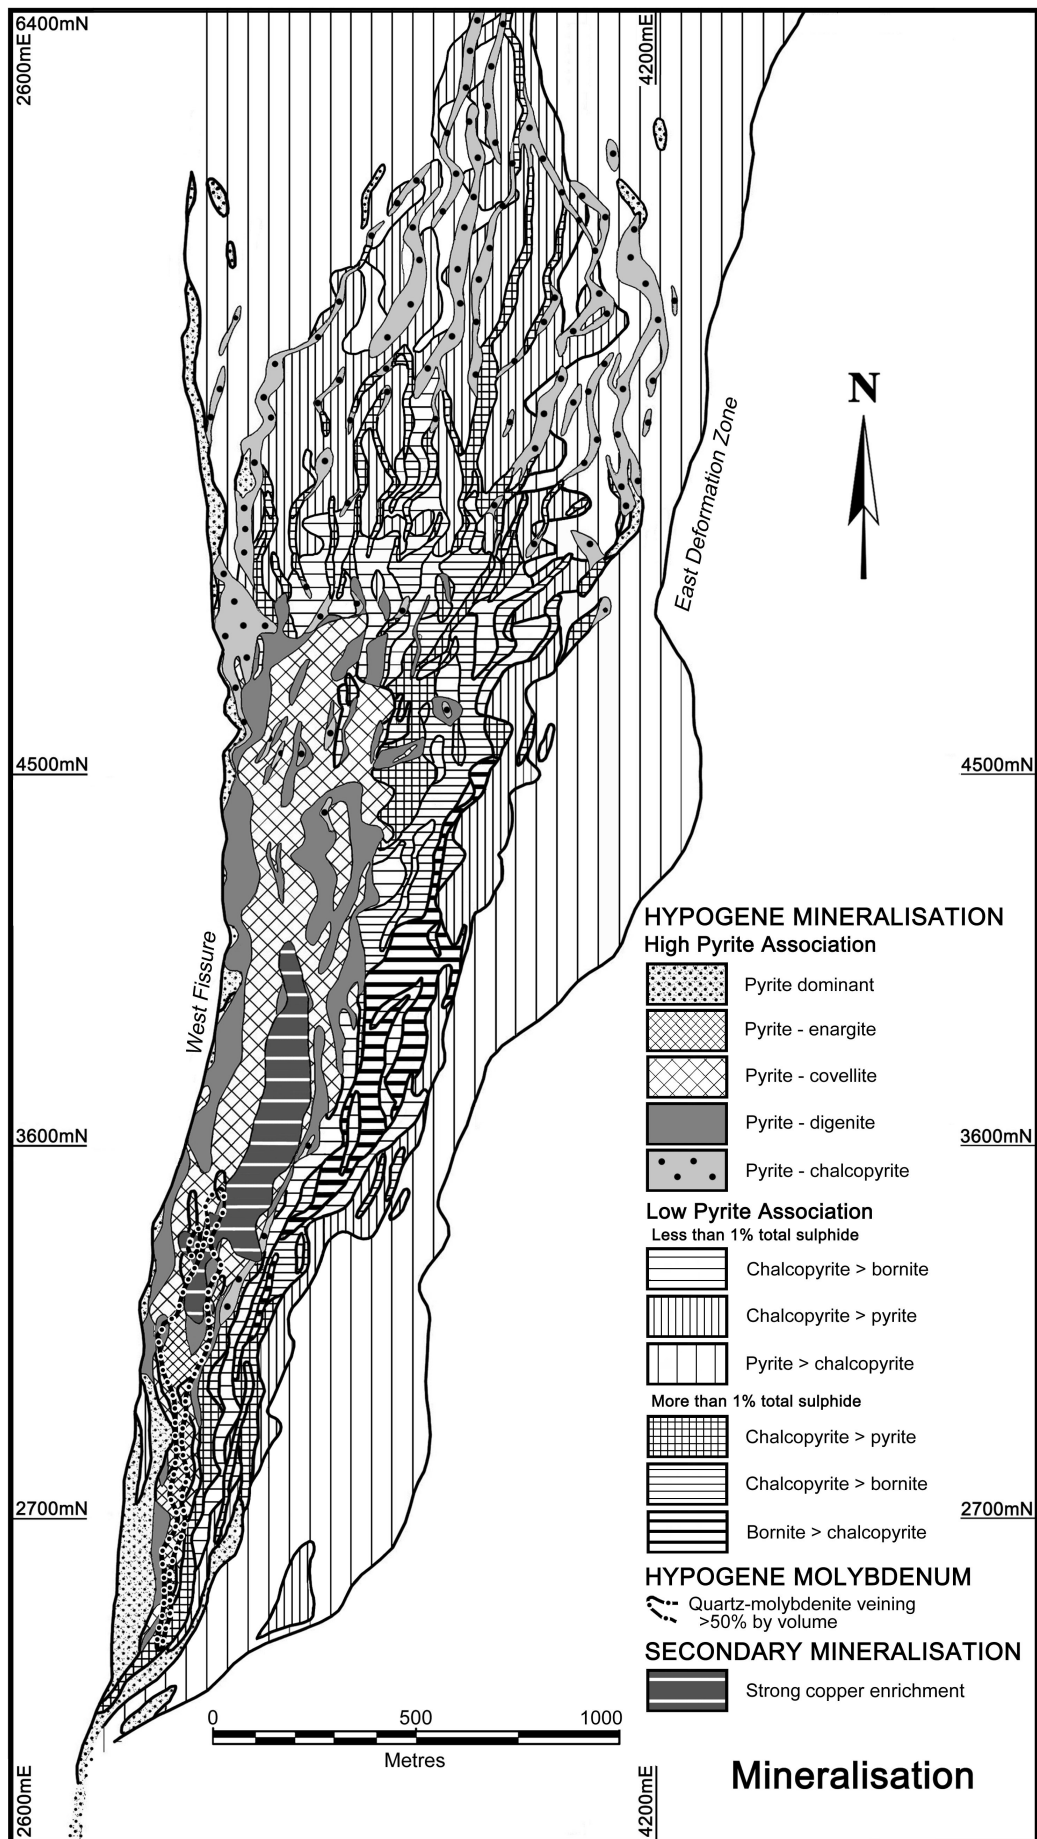 6400mN
2600mE
4200mE
N
East Deformation Zone
4500mN
4500mN
West Fissure
3600mN
3600mN
2700mN
2700mN
HYPOGENE MINERALISATION
High Pyrite Association
Pyrite dominant
Pyrite - enargite
Pyrite - covellite
Pyrite - digenite
Pyrite - chalcopyrite
Low Pyrite Association
Less than 1% total sulphide
Chalcopyrite > bornite
Chalcopyrite > pyrite
Pyrite > chalcopyrite
More than 1% total sulphide
Chalcopyrite > pyrite
Chalcopyrite > bornite
Bornite > chalcopyrite
HYPOGENE MOLYBDENUM
Quartz-molybdenite veining
>50% by volume
SECONDARY MINERALISATION
Strong copper enrichment
0 500 1000
Metres
2600mE
4200mE
Mineralisation